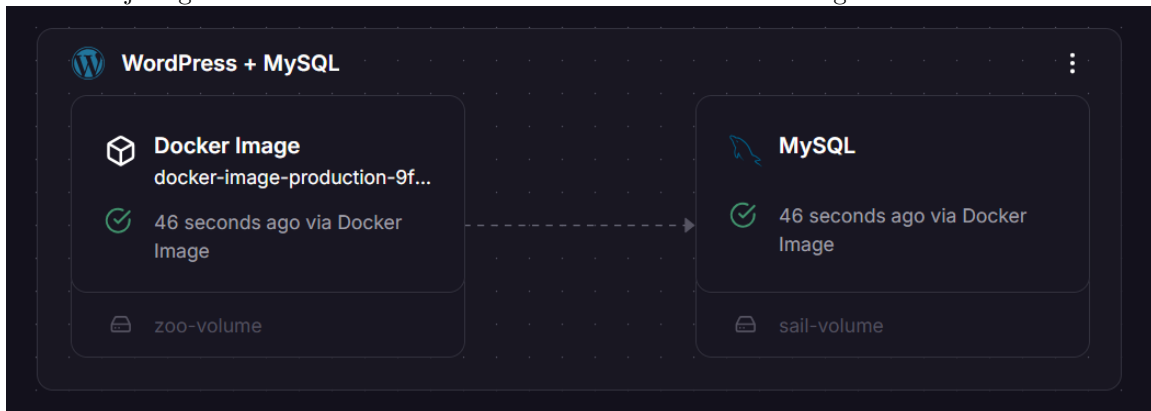 WordPress + MySQL
Docker Image
docker-image-production-9f...
46 seconds ago via Docker
Image
zoo-volume
MySQL
46 seconds ago via Docker
Image
sail-volume